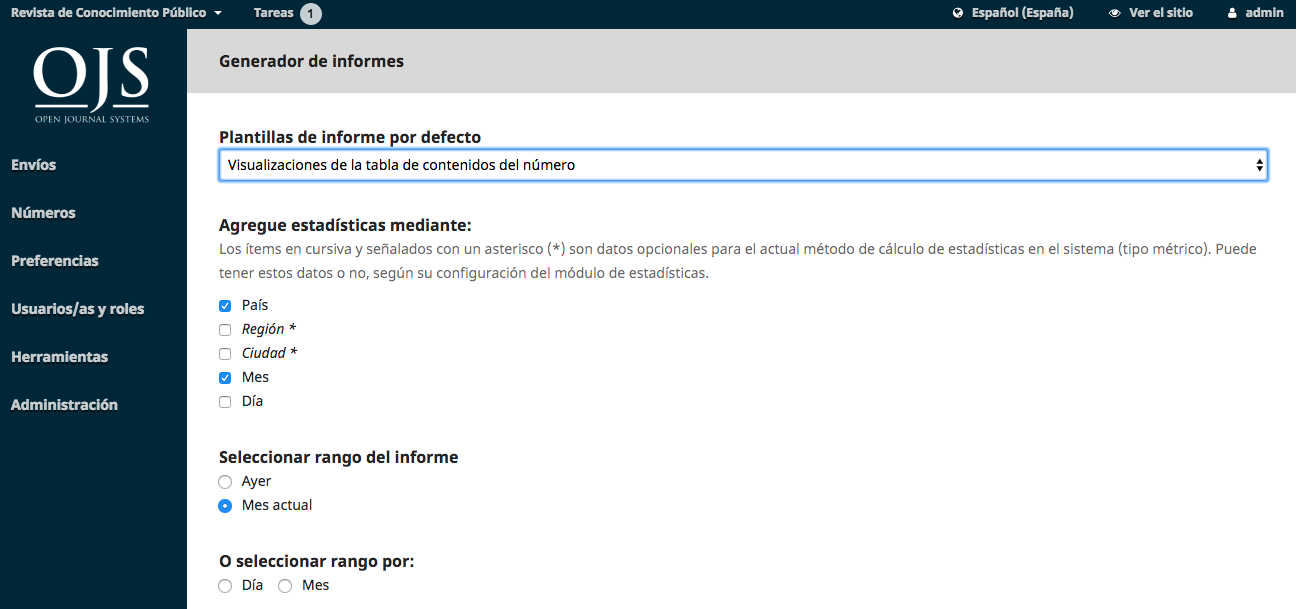 Revista de Conocimiento Público Tareas 1 Español (España) Ver el sitio admin
OJS
OPEN JOURNAL SYSTEMS
Envíos
Números
Preferencias
Usuarios/as y roles
Herramientas
Administración
Generador de informes
Plantillas de informe por defecto
Visualizaciones de la tabla de contenidos del número
Agregue estadísticas mediante:
Los ítems en cursiva y señalados con un asterisco (*) son datos opcionales para el actual método de cálculo de estadísticas en el sistema (tipo métrico). Puede
tener estos datos o no, según su configuración del módulo de estadísticas.
País
Región *
Ciudad *
Mes
Día
Seleccionar rango del informe
Ayer
Mes actual
O seleccionar rango por:
Día Mes